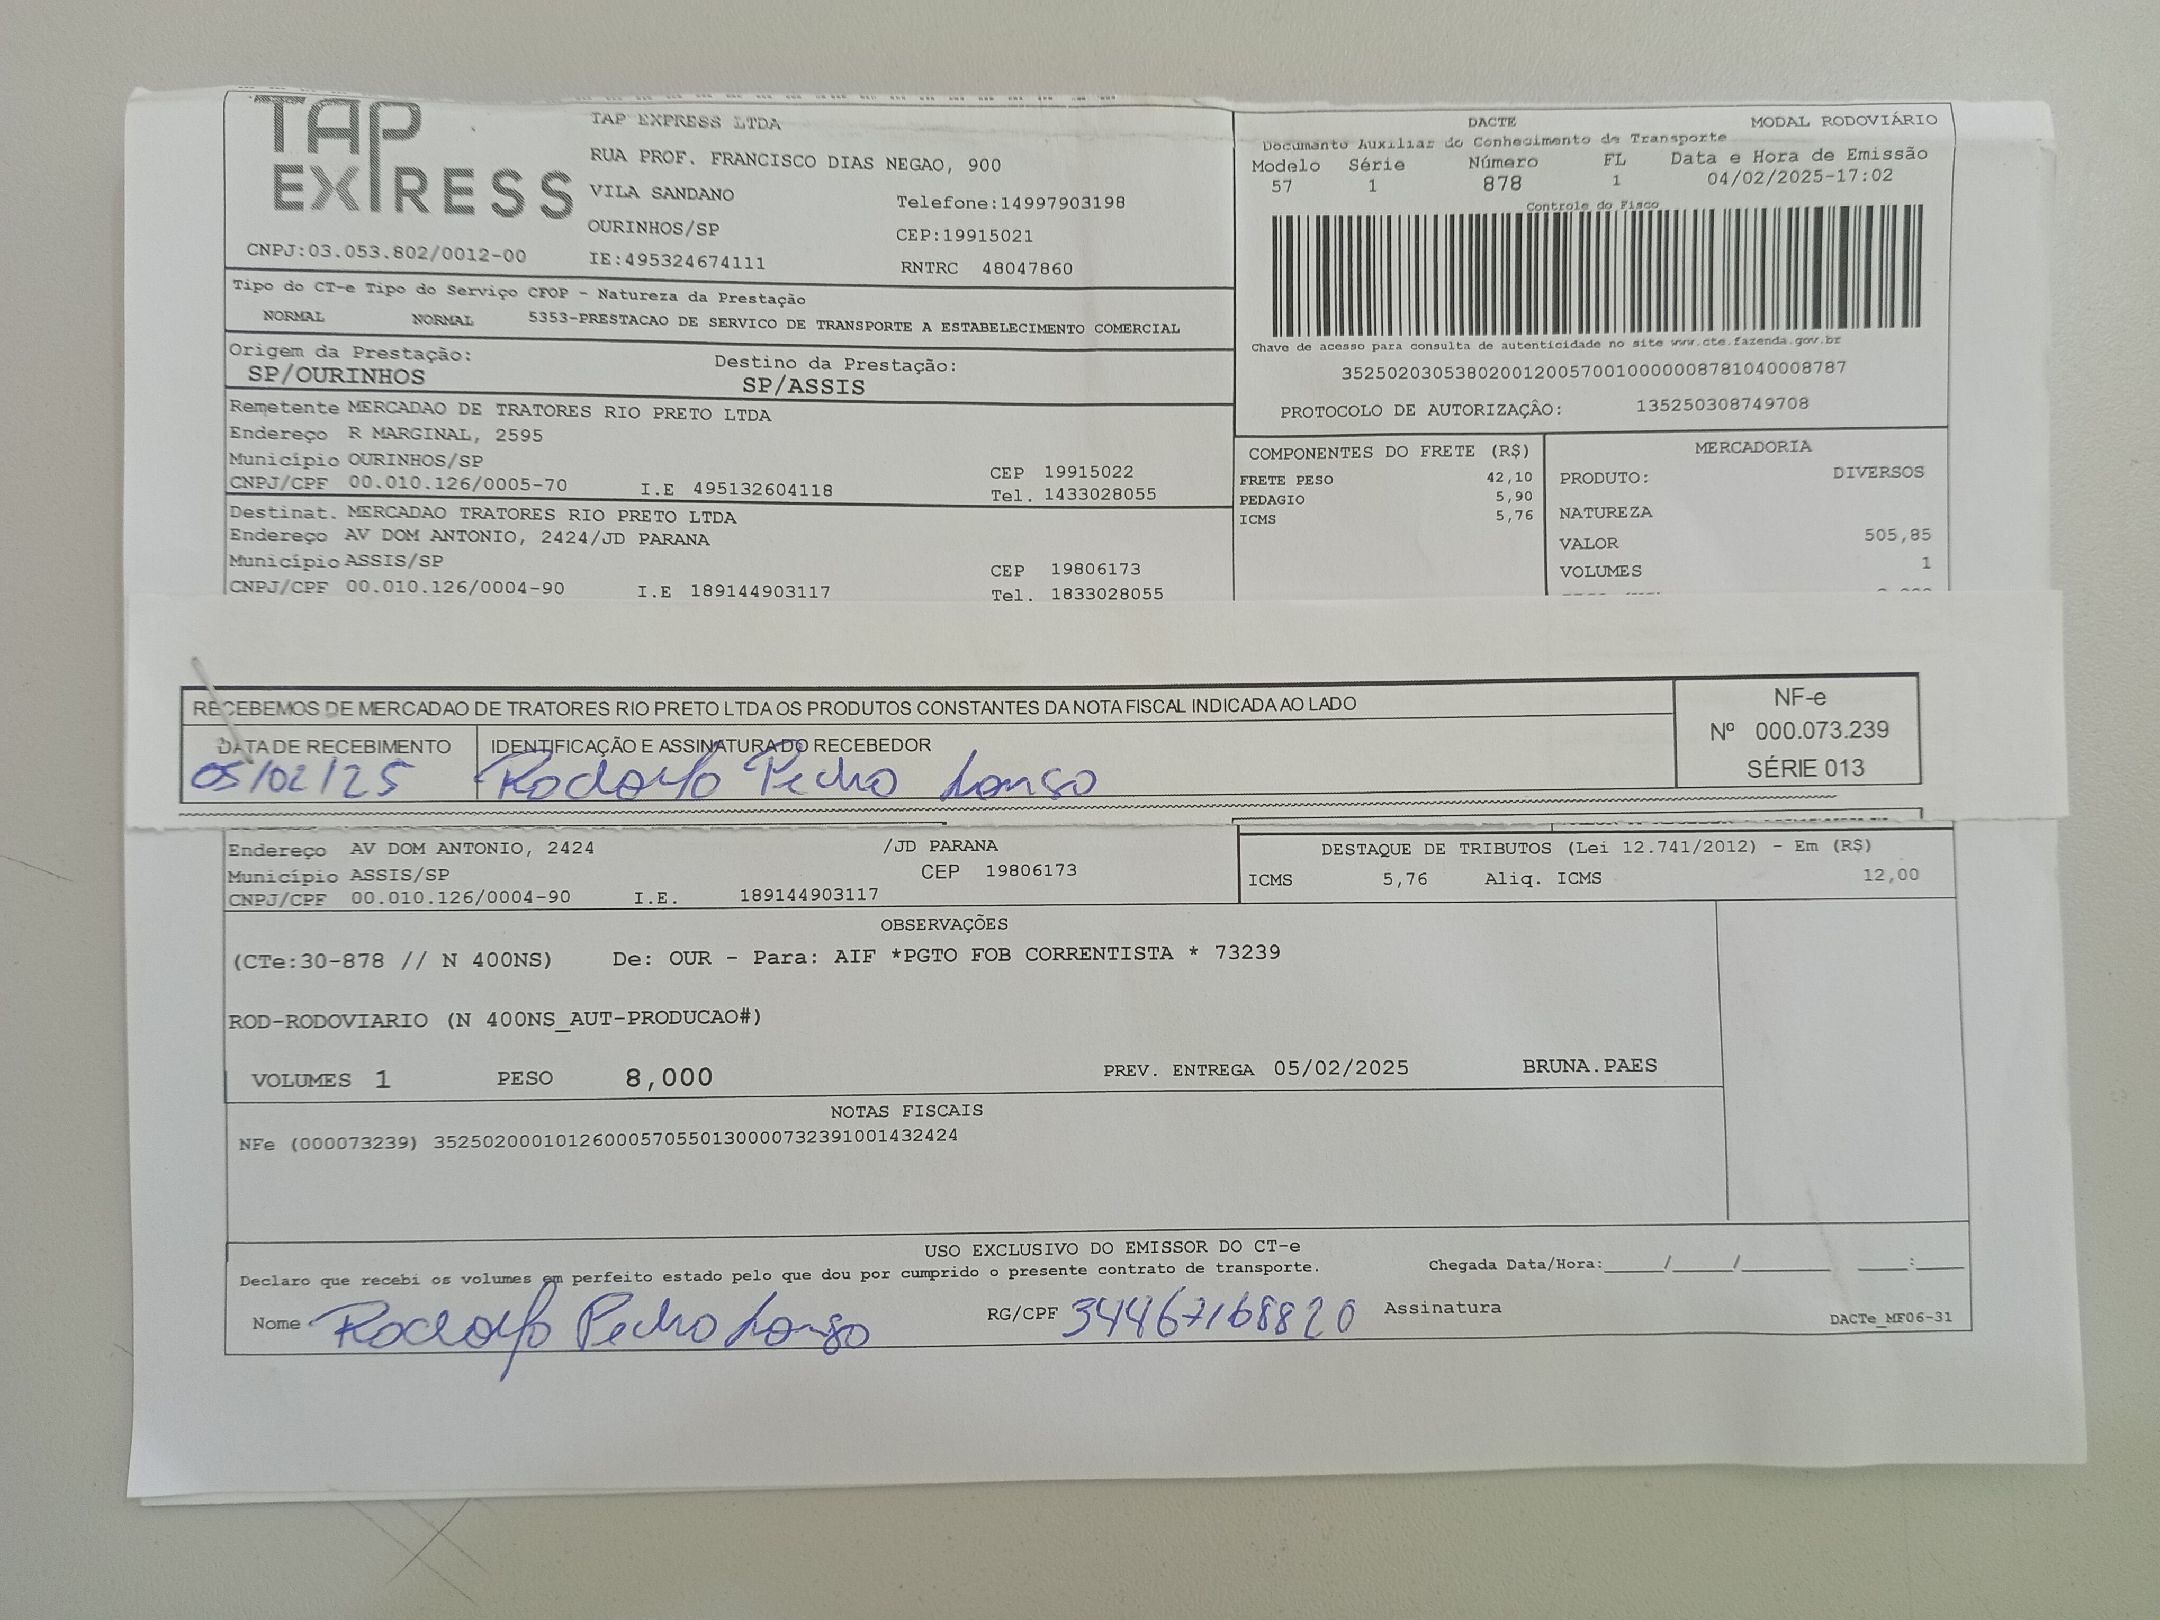 TAP
EXPRESS
TAP EXPRESS LTDA
RUA PROF. FRANCISCO DIAS NEGAO, 900
VILA SANDANO
Telefone:14997903198
OURINHOS/SP
CEP:19915021
CNPJ:03.053.802/0012-00
IE:495324674111
RNTRC 48047860
DACTE
MODAL RODOVIÁRIO
Documento Auxiliar do Conhecimento de Transporte
Modelo Série Número FL Data e Hora de Emissão
57 1 878 1 04/02/2025-17:02
Controle do Fisco
Chave de acesso para consulta de autenticidade no site www.cte.fazenda.gov.br
35250203053802001200570010000008781040008787
PROTOCOLO DE AUTORIZAÇÃO: 135250308749708
Tipo do CT-e Tipo do Serviço CFOP - Natureza da Prestação
NORMAL NORMAL 5353-PRESTACAO DE SERVICO DE TRANSPORTE A ESTABELECIMENTO COMERCIAL
Origem da Prestação: Destino da Prestação:
SP/OURINHOS SP/ASSIS
Remetente MERCADAO DE TRATORES RIO PRETO LTDA
Endereço R MARGINAL, 2595
Município OURINHOS/SP CEP 19915022
CNPJ/CPF 00.010.126/0005-70 I.E 495132604118 Tel. 1433028055
Destinat. MERCADAO TRATORES RIO PRETO LTDA
Endereço AV DOM ANTONIO, 2424/JD PARANA
Município ASSIS/SP CEP 19806173
CNPJ/CPF 00.010.126/0004-90 I.E 189144903117 Tel. 1833028055
COMPONENTES DO FRETE (R$)
FRETE PESO 42,10
PEDAGIO 5,90
ICMS 5,76
MERCADORIA
PRODUTO: DIVERSOS
NATUREZA
VALOR 505,85
VOLUMES 1
RECEBEMOS DE MERCADAO DE TRATORES RIO PRETO LTDA OS PRODUTOS CONSTANTES DA NOTA FISCAL INDICADA AO LADO
DATA DE RECEBIMENTO IDENTIFICAÇÃO E ASSINATURA DO RECEBEDOR
05/02/25 Rodolfo Pedro Longo
NF-e
Nº 000.073.239
SÉRIE 013
Endereço AV DOM ANTONIO, 2424 /JD PARANA
Município ASSIS/SP CEP 19806173
CNPJ/CPF 00.010.126/0004-90 I.E. 189144903117
DESTAQUE DE TRIBUTOS (Lei 12.741/2012) - Em (R$)
ICMS 5,76 Aliq. ICMS 12,00
OBSERVAÇÕES
(CTe:30-878 // N 400NS) De: OUR - Para: AIF *PGTO FOB CORRENTISTA * 73239
ROD-RODOVIARIO (N 400NS_AUT-PRODUCAO#)
VOLUMES 1 PESO 8,000 PREV. ENTREGA 05/02/2025 BRUNA.PAES
NOTAS FISCAIS
NFe (000073239) 35250200010126000570550130000732391001432424
USO EXCLUSIVO DO EMISSOR DO CT-e
Declaro que recebi os volumes em perfeito estado pelo que dou por cumprido o presente contrato de transporte. Chegada Data/Hora:_____/_____/_______ ____:____
Nome Rodolfo Pedro Longo RG/CPF 34467168820 Assinatura
DACTe_MF06-31